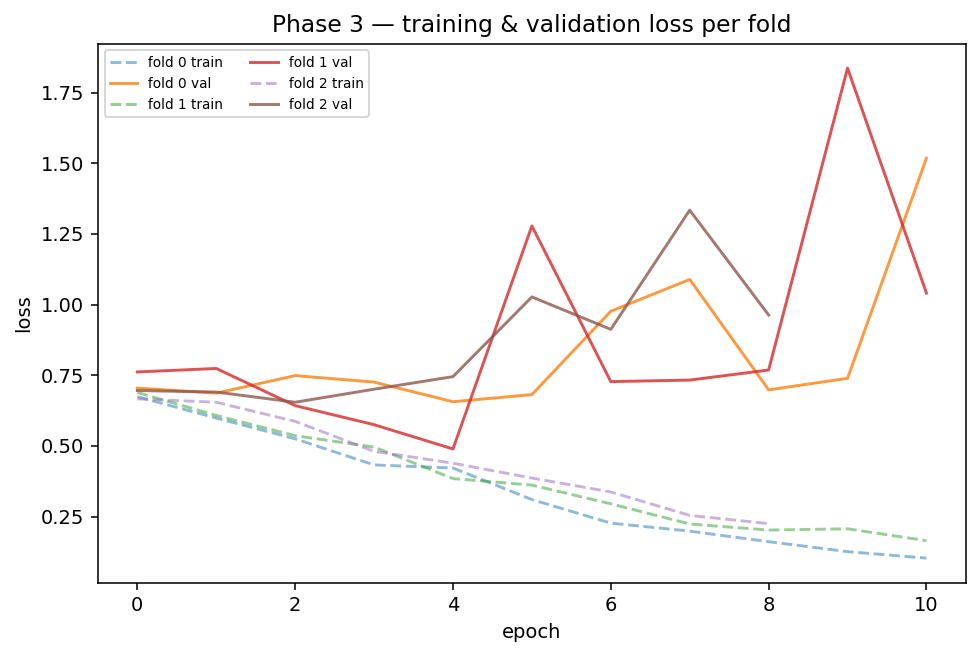 Phase 3 — training & validation loss per fold
fold 0 train
fold 0 val
fold 1 train
fold 1 val
fold 2 train
fold 2 val
loss
1.75
1.50
1.25
1.00
0.75
0.50
0.25
0 2 4 6 8 10
epoch